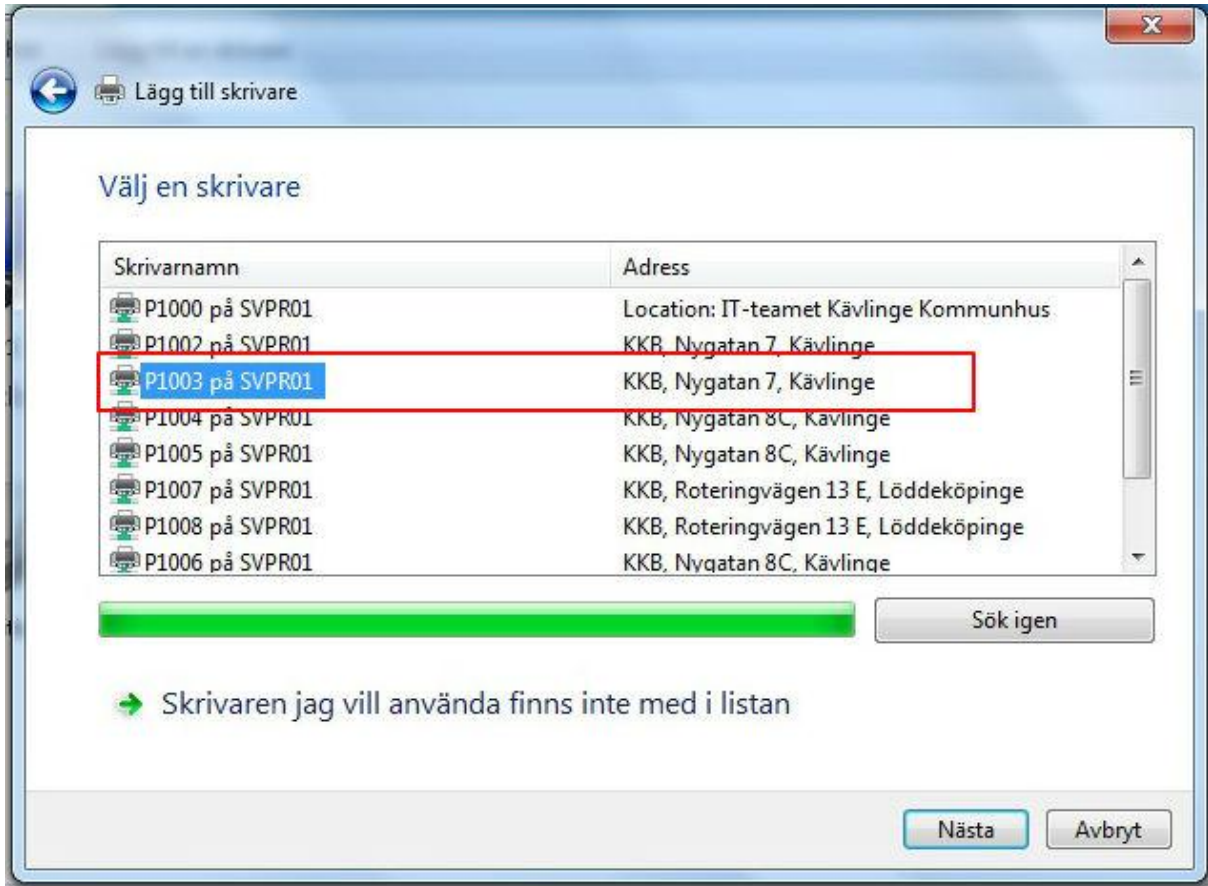 Lägg till skrivare
Välj en skrivare
Skrivarnamn Adress
P1000 på SVPR01 Location: IT-teamet Kävlinge Kommunhus
P1002 på SVPR01 KKB, Nygatan 7, Kävlinge
P1003 på SVPR01 KKB, Nygatan 7, Kävlinge
P1004 på SVPR01 KKB, Nygatan 8C, Kävlinge
P1005 på SVPR01 KKB, Nygatan 8C, Kävlinge
P1007 på SVPR01 KKB, Roteringvägen 13 E, Löddeköpinge
P1008 på SVPR01 KKB, Roteringvägen 13 E, Löddeköpinge
P1006 på SVPR01 KKB, Nygatan 8C, Kävlinge
Sök igen
Skrivaren jag vill använda finns inte med i listan
Nästa Avbryt